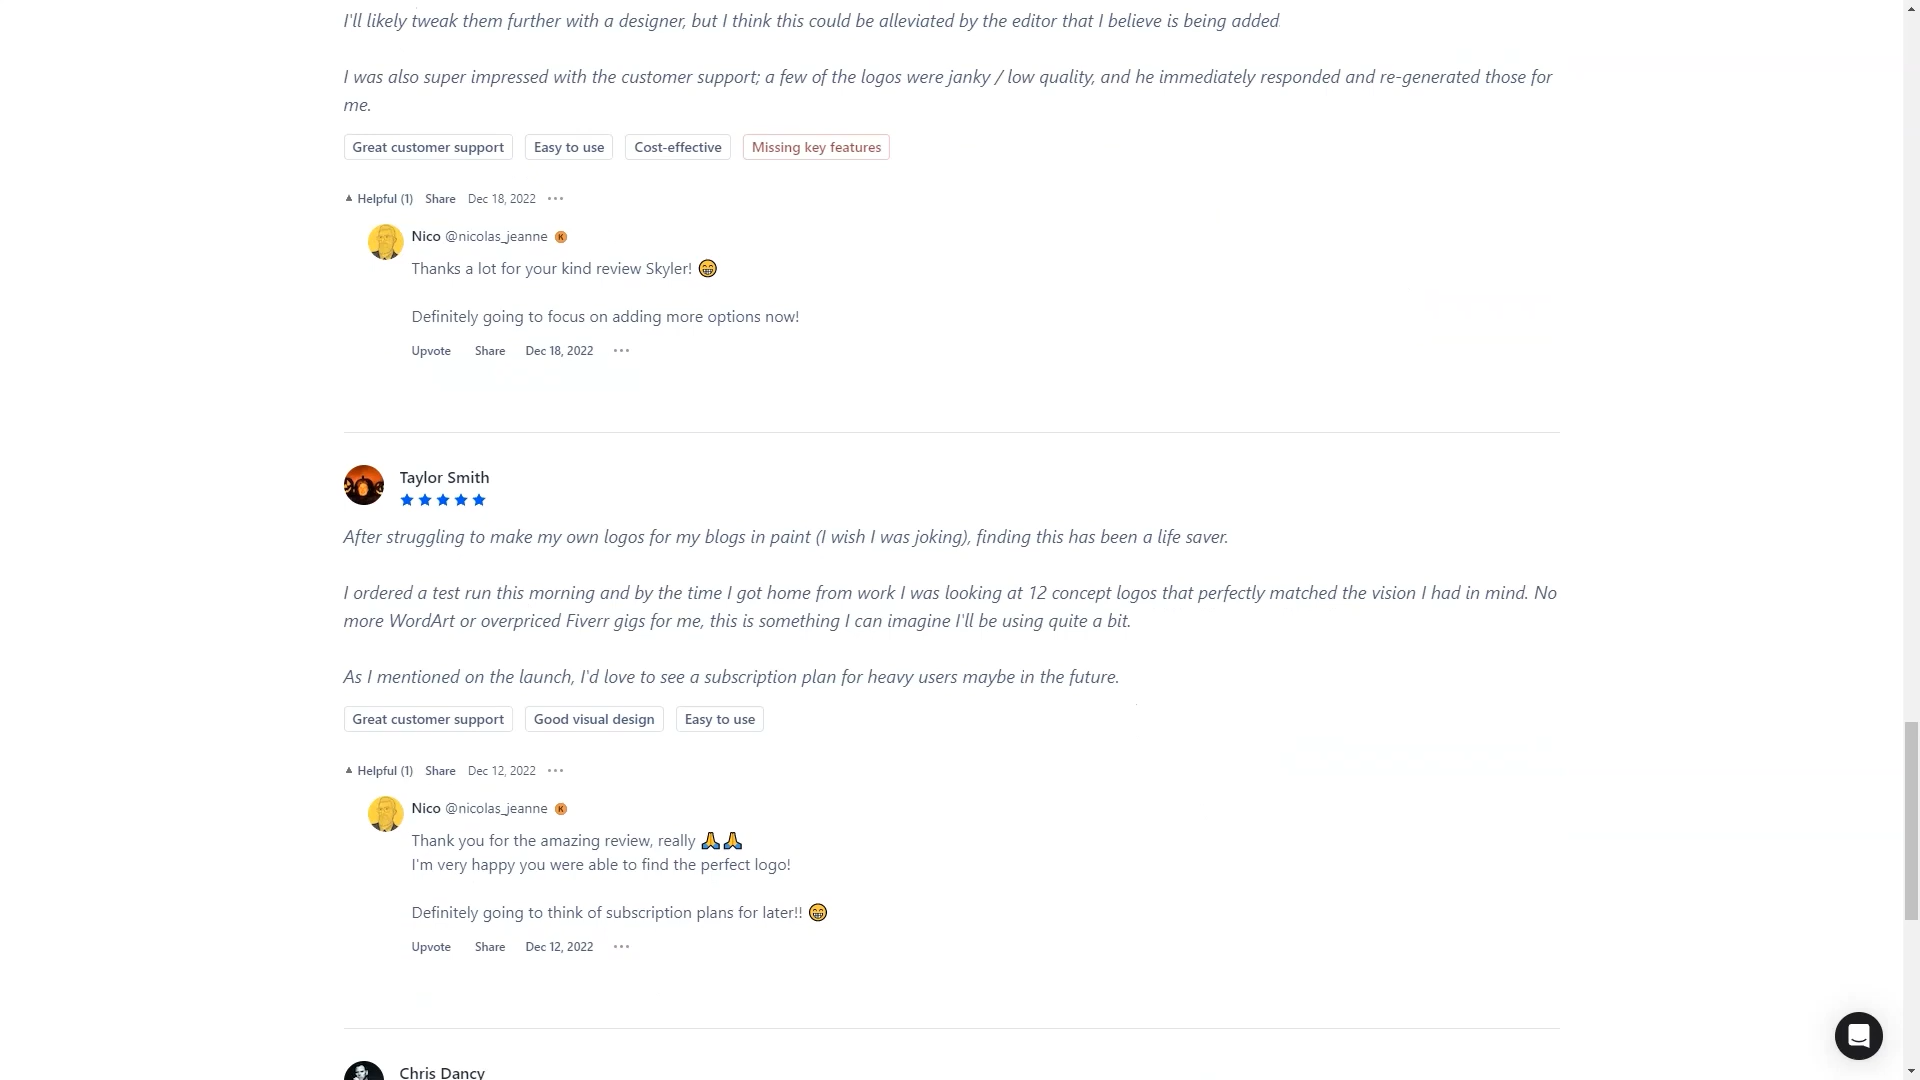 I'll likely tweak them further with a designer, but I think this could be alleviated by the editor that I believe is being added
I was also super impressed with the customer support; a few of the logos were janky / low quality, and he immediately responded and re-generated those for
me.
Great customer support Easy to use Cost-effective Missing key features
Helpful (1) Share Dec 18, 2022
Nico @nicolas_jeanne K
Thanks a lot for your kind review Skyler! 😁
Definitely going to focus on adding more options now!
Upvote Share Dec 18, 2022
Taylor Smith
After struggling to make my own logos for my blogs in paint (I wish I was joking), finding this has been a life saver.
I ordered a test run this morning and by the time I got home from work I was looking at 12 concept logos that perfectly matched the vision I had in mind. No
more WordArt or overpriced Fiverr gigs for me, this is something I can imagine I'll be using quite a bit.
As I mentioned on the launch, I'd love to see a subscription plan for heavy users maybe in the future.
Great customer support Good visual design Easy to use
Helpful (1) Share Dec 12, 2022
Nico @nicolas_jeanne K
Thank you for the amazing review, really 🙏🙏
I'm very happy you were able to find the perfect logo!
Definitely going to think of subscription plans for later!! 😁
Upvote Share Dec 12, 2022
Chris Dancy